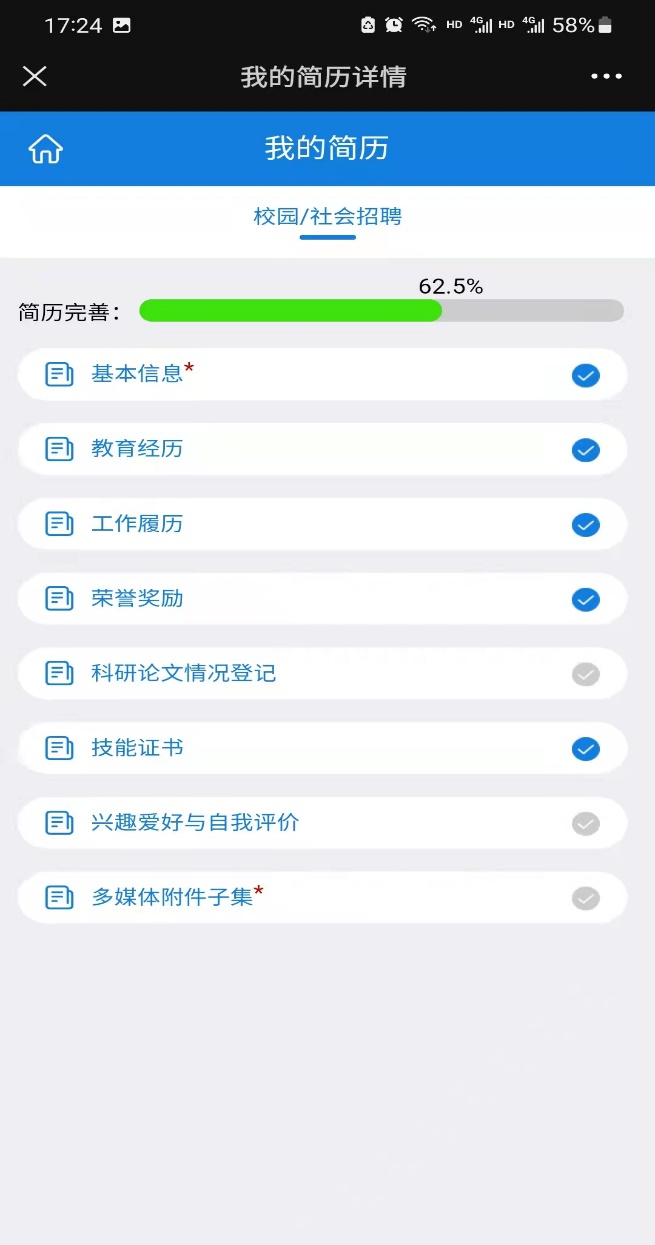 17:24 HD 4G HD 4G 58%
我的简历详情
我的简历
校园/社会招聘
62.5%
简历完善：
基本信息*
教育经历
工作履历
荣誉奖励
科研论文情况登记
技能证书
兴趣爱好与自我评价
多媒体附件子集*